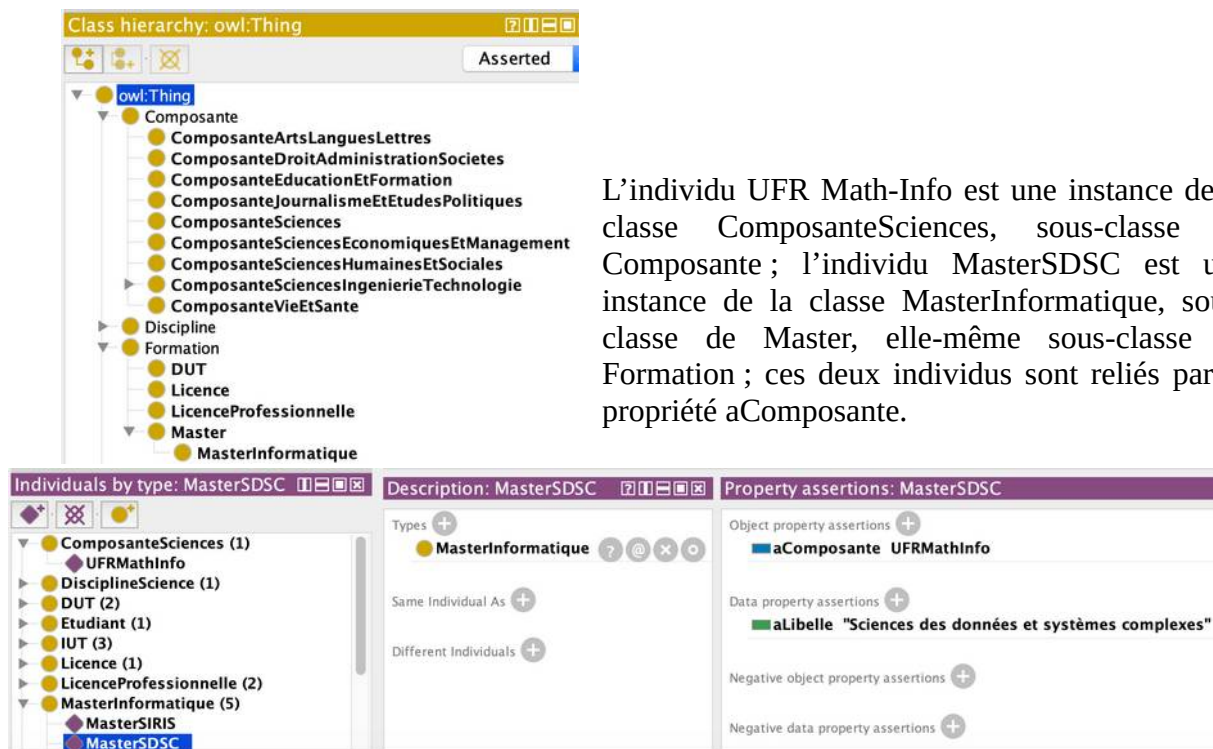 Class hierarchy: owl:Thing
Asserted
owl:Thing
Composante
ComposanteArtsLanguesLettres
ComposanteDroitAdministrationSocietes
ComposanteEducationEtFormation
ComposanteJournalismeEtEtudesPolitiques
ComposanteSciences
ComposanteSciencesEconomiquesEtManagement
ComposanteSciencesHumainesEtSociales
ComposanteSciencesIngenierieTechnologie
ComposanteVieEtSante
Discipline
Formation
DUT
Licence
LicenceProfessionnelle
Master
MasterInformatique
L’individu UFR Math-Info est une instance de
classe ComposanteSciences, sous-classe
Composante ; l’individu MasterSDSC est
instance de la classe MasterInformatique,
classe de Master, elle-même sous-classe
Formation ; ces deux individus sont reliés par
propriété aComposante.
Individuals by type: MasterSDSC
ComposanteSciences (1)
UFRMathInfo
DisciplineScience (1)
DUT (2)
Etudiant (1)
IUT (3)
Licence (1)
LicenceProfessionnelle (2)
MasterInformatique (5)
MasterSIRIS
MasterSDSC
Description: MasterSDSC
Types
MasterInformatique
Same Individual As
Different Individuals
Property assertions: MasterSDSC
Object property assertions
aComposante UFRMathInfo
Data property assertions
aLibelle "Sciences des données et systèmes complexes"
Negative object property assertions
Negative data property assertions